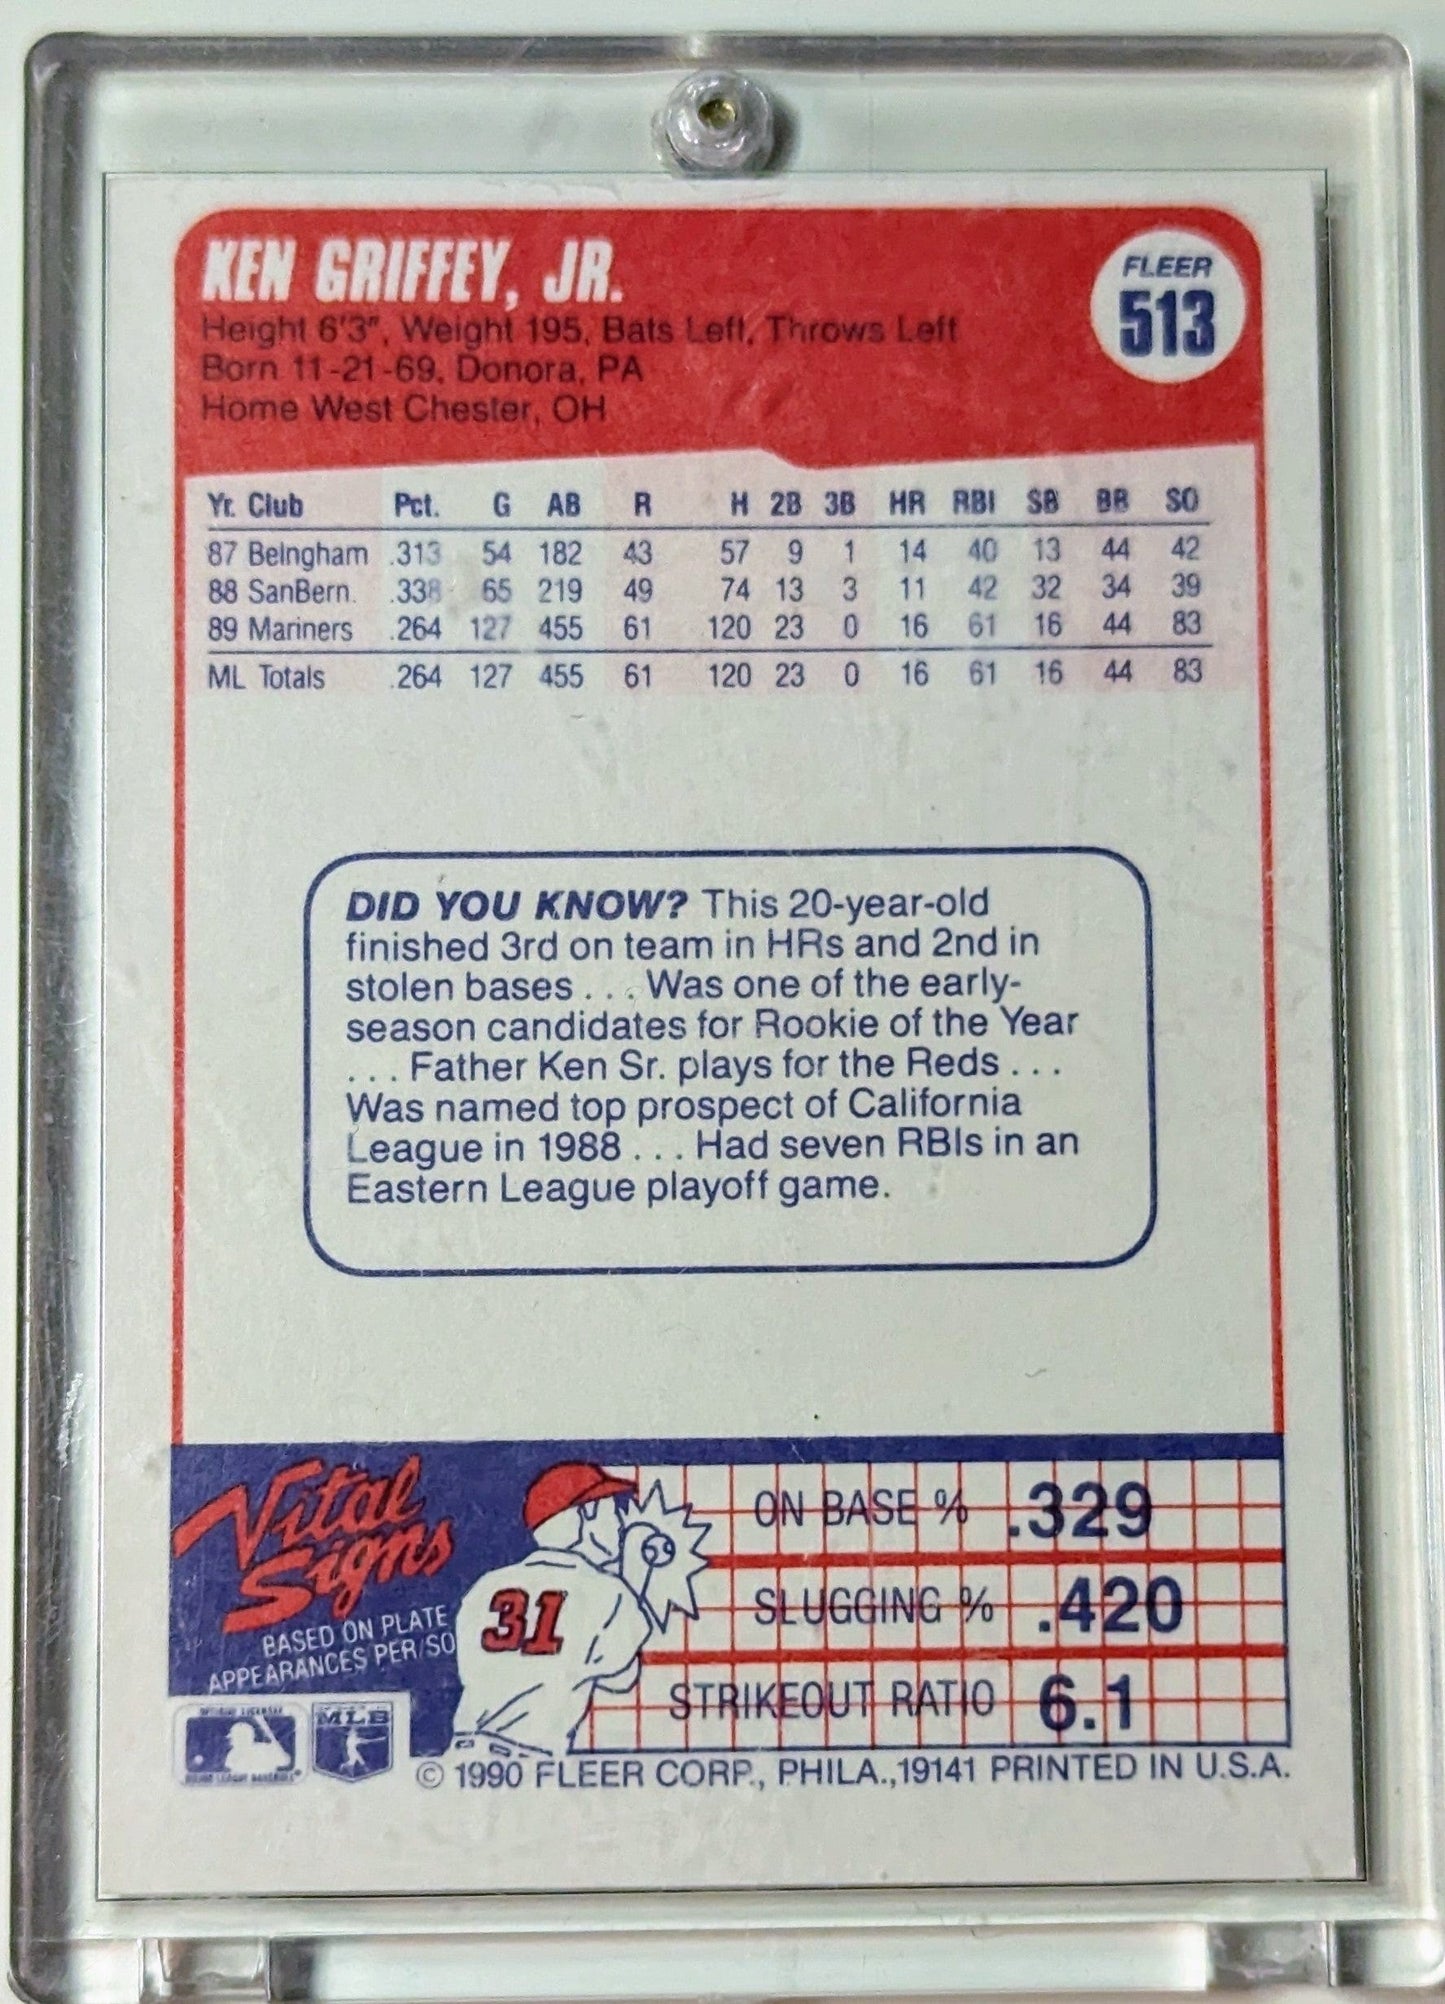 KEN GRIFFEY, JR.
FLEER
513
Height 6'3", Weight 195, Bats Left, Throws Left
Born 11-21-69, Donora, PA
Home West Chester, OH
Yr. Club Pct. G AB R H 2B 3B HR RBI SB BB SO
87 Belngham .313 54 182 43 57 9 1 14 40 13 44 42
88 SanBern. .338 65 219 49 74 13 3 11 42 32 34 39
89 Mariners .264 127 455 61 120 23 0 16 61 16 44 83
ML Totals .264 127 455 61 120 23 0 16 61 16 44 83
DID YOU KNOW? This 20-year-old
finished 3rd on team in HRs and 2nd in
stolen bases . . . Was one of the early-
season candidates for Rookie of the Year
. . . Father Ken Sr. plays for the Reds . . .
Was named top prospect of California
League in 1988 . . . Had seven RBIs in an
Eastern League playoff game.
Vital
Signs
BASED ON PLATE
APPEARANCES PER/SO
31
ON BASE % .329
SLUGGING % .420
STRIKEOUT RATIO 6.1
MLB
© 1990 FLEER CORP., PHILA.,19141 PRINTED IN U.S.A.